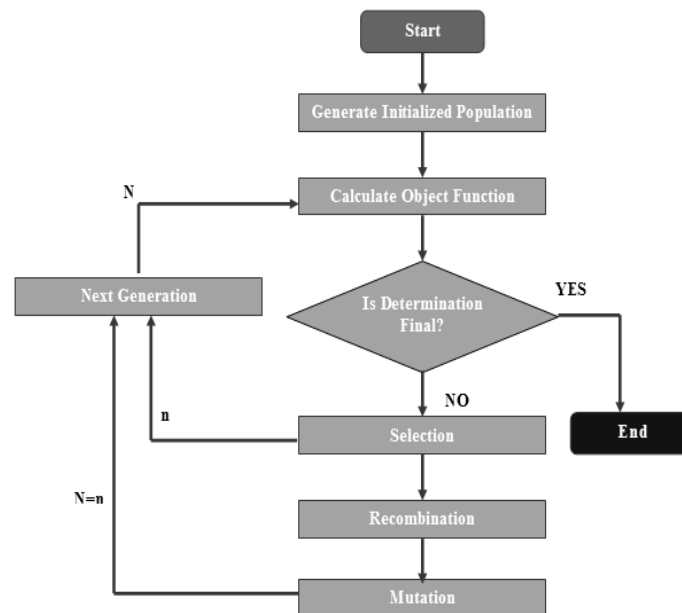 Start
Generate Initialized Population
N
Calculate Object Function
Next Generation
Is Determination
Final?
YES
NO
n
Selection
End
N=n
Recombination
Mutation